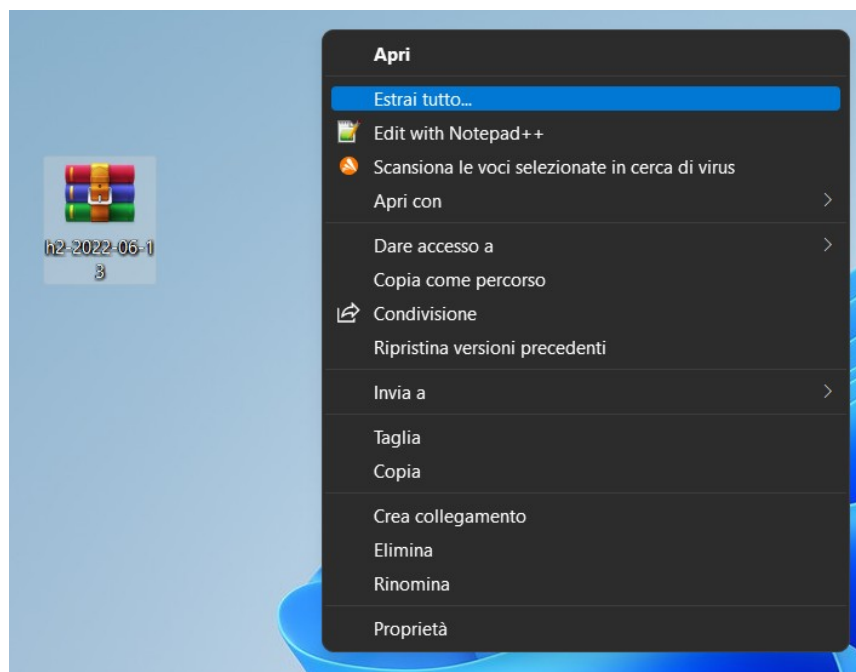 Apri
Estrai tutto...
Edit with Notepad++
Scansiona le voci selezionate in cerca di virus
Apri con
h2-2022-06-1
3
Dare accesso a
Copia come percorso
Condivisione
Ripristina versioni precedenti
Invia a
Taglia
Copia
Crea collegamento
Elimina
Rinomina
Proprietà